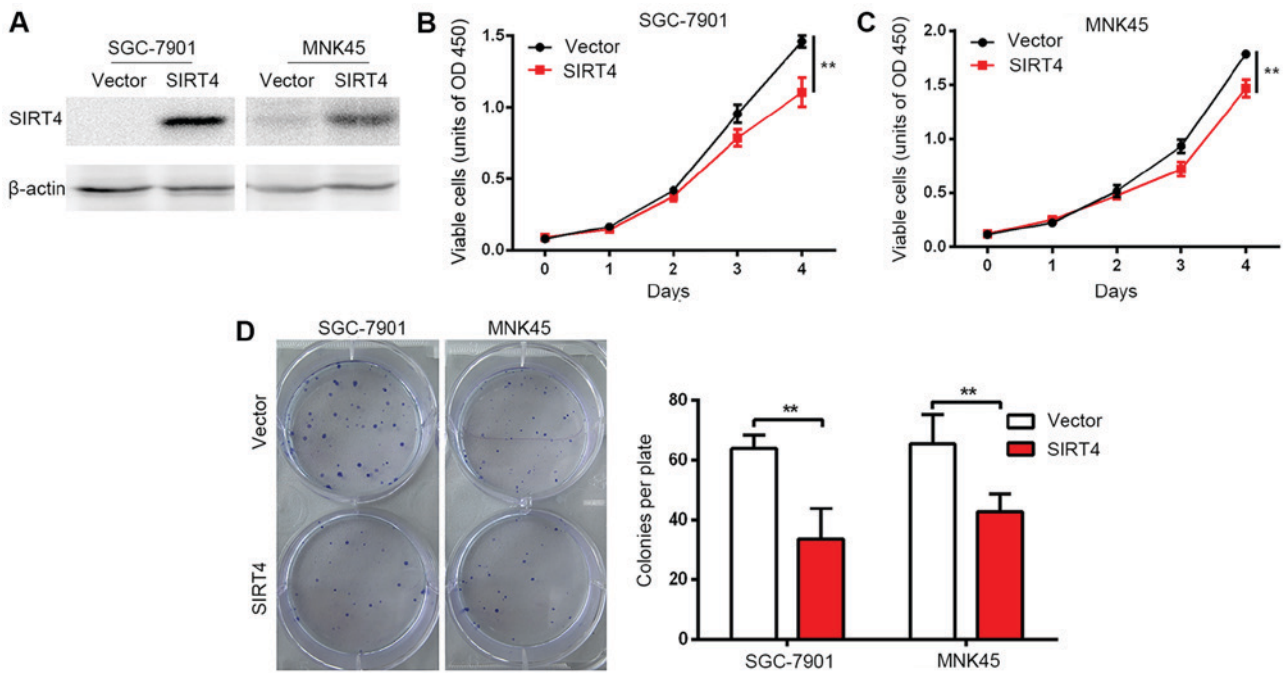 A
SGC-7901 MNK45
Vector SIRT4 Vector SIRT4
SIRT4
β-actin
B
SGC-7901
Vector
SIRT4
**
Viable cells (units of OD 450)
1.5
1.0
0.5
0.0
0 1 2 3 4
Days
C
MNK45
Vector
SIRT4
**
Viable cells (units of OD 450)
2.0
1.5
1.0
0.5
0.0
0 1 2 3 4
Days
D
SGC-7901 MNK45
Vector
SIRT4
Colonies per plate
80
60
40
20
0
** **
Vector
SIRT4
SGC-7901 MNK45